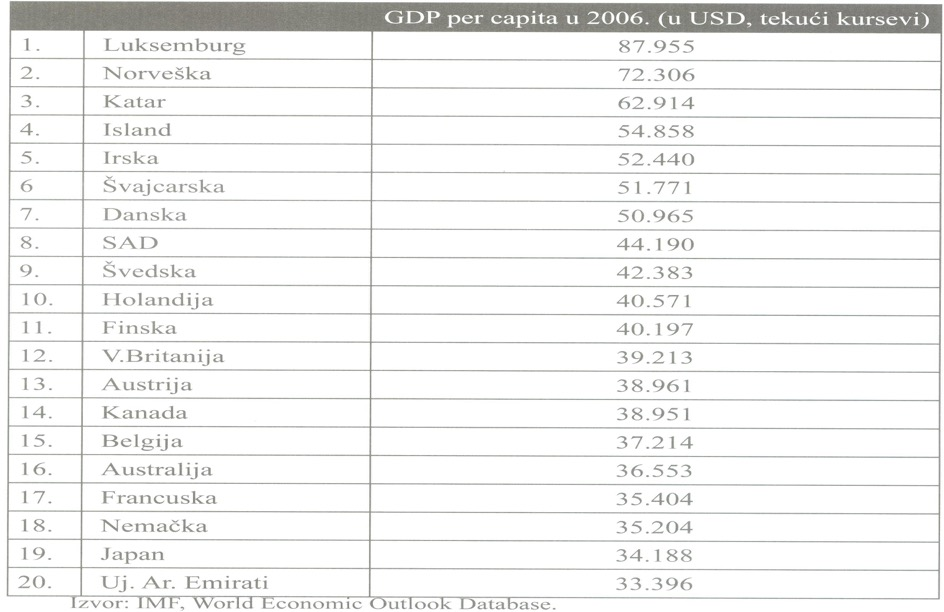 GDP per capita u 2006. (u USD, tekući kursevi)
1. Luksemburg 87.955
2. Norveška 72.306
3. Katar 62.914
4. Island 54.858
5. Irska 52.440
6 Švajcarska 51.771
7. Danska 50.965
8. SAD 44.190
9. Švedska 42.383
10. Holandija 40.571
11. Finska 40.197
12. V.Britanija 39.213
13. Austrija 38.961
14. Kanada 38.951
15. Belgija 37.214
16. Australija 36.553
17. Francuska 35.404
18. Nemačka 35.204
19. Japan 34.188
20. Uj. Ar. Emirati 33.396
Izvor: IMF, World Economic Outlook Database.